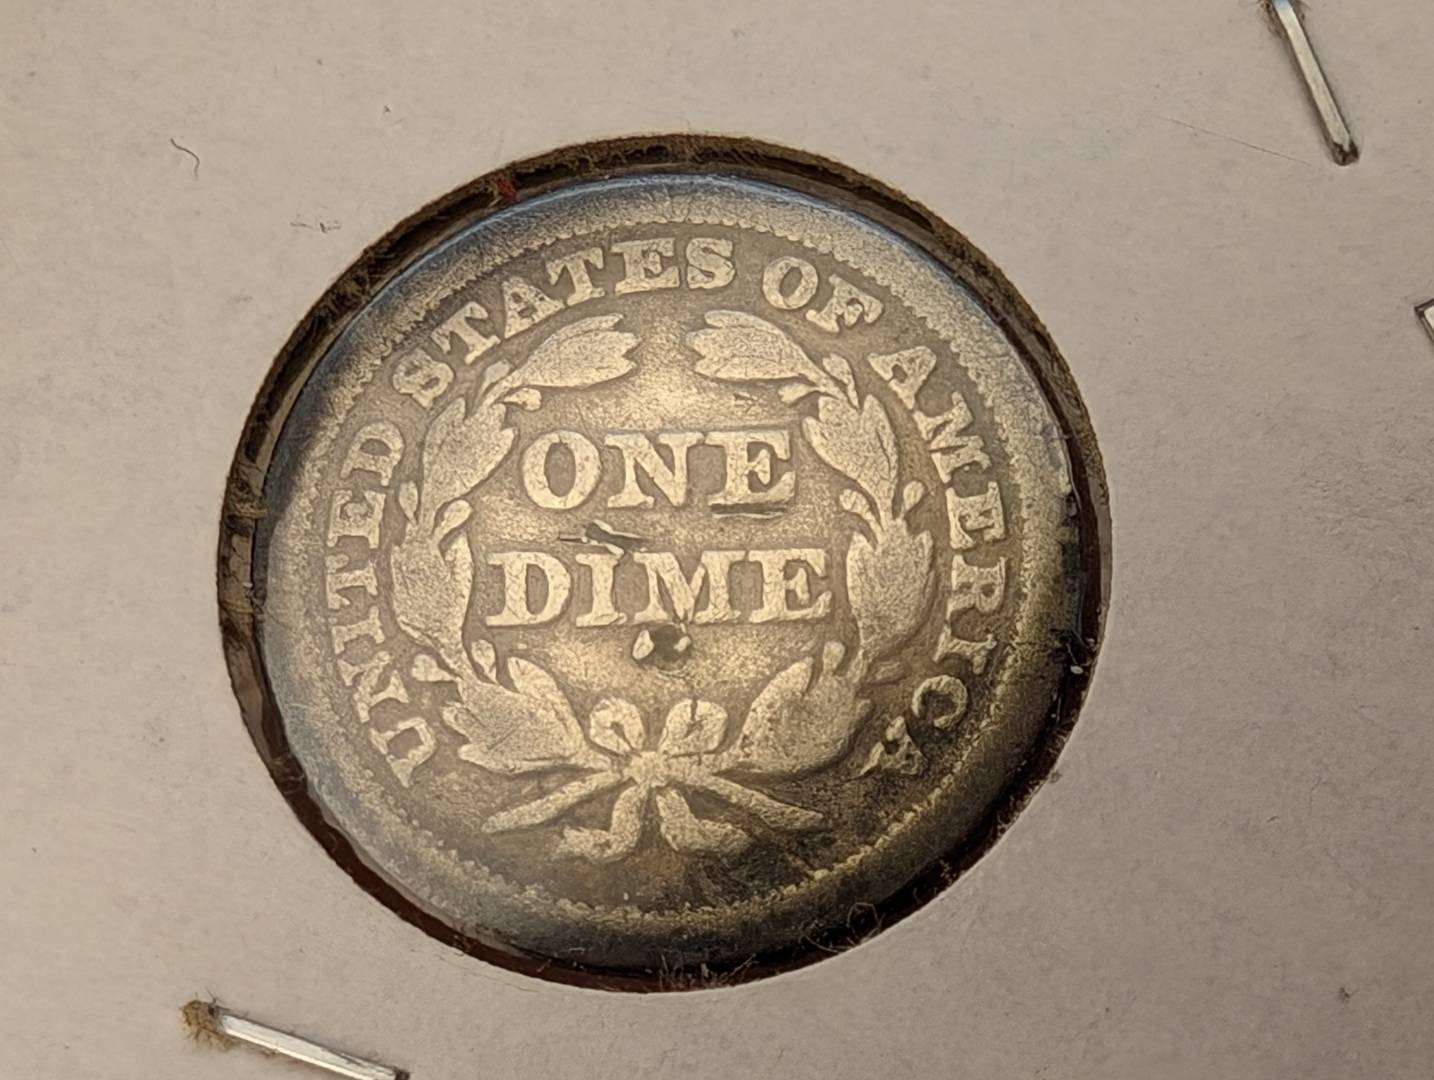 UNITED STATES OF AMERICA
ONE
DIME